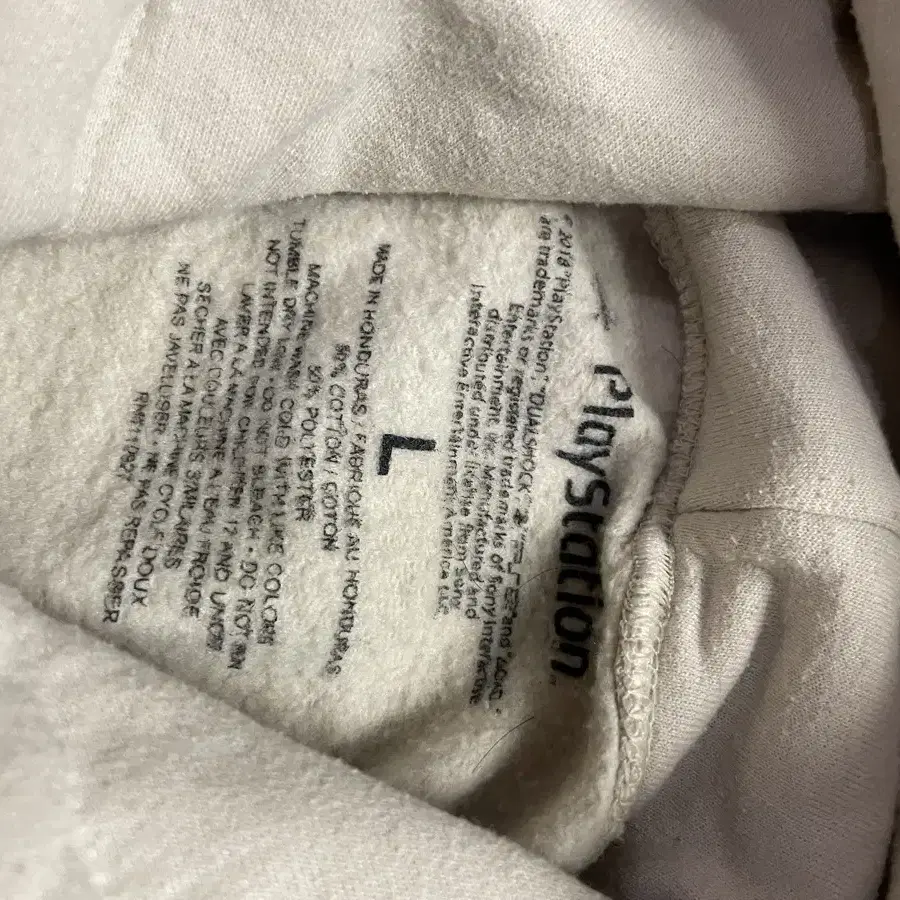 PlayStation
© 2018 "PlayStation," "DUALSHOCK"
are trademarks or registered trademarks of Sony Interactive
Entertainment Inc. Manufactured and
distributed under license from Sony
Interactive Entertainment America LLC
L
MADE IN HONDURAS / FABRIQUE AU HONDURAS
50% COTTON / COTON
50% POLYESTER
MACHINE WASH COLD WITH LIKE COLORS
TUMBLE DRY LOW • DO NOT BLEACH • DO NOT IRON
NOT INTENDED FOR CHILDREN 12 AND UNDER
LAVER A LA MACHINE A L'EAU FROIDE
AVEC COULEURS SIMILAIRES
SECHER A LA MACHINE CYCLE DOUX
NE PAS JAVELLISER • NE PAS REPASSER